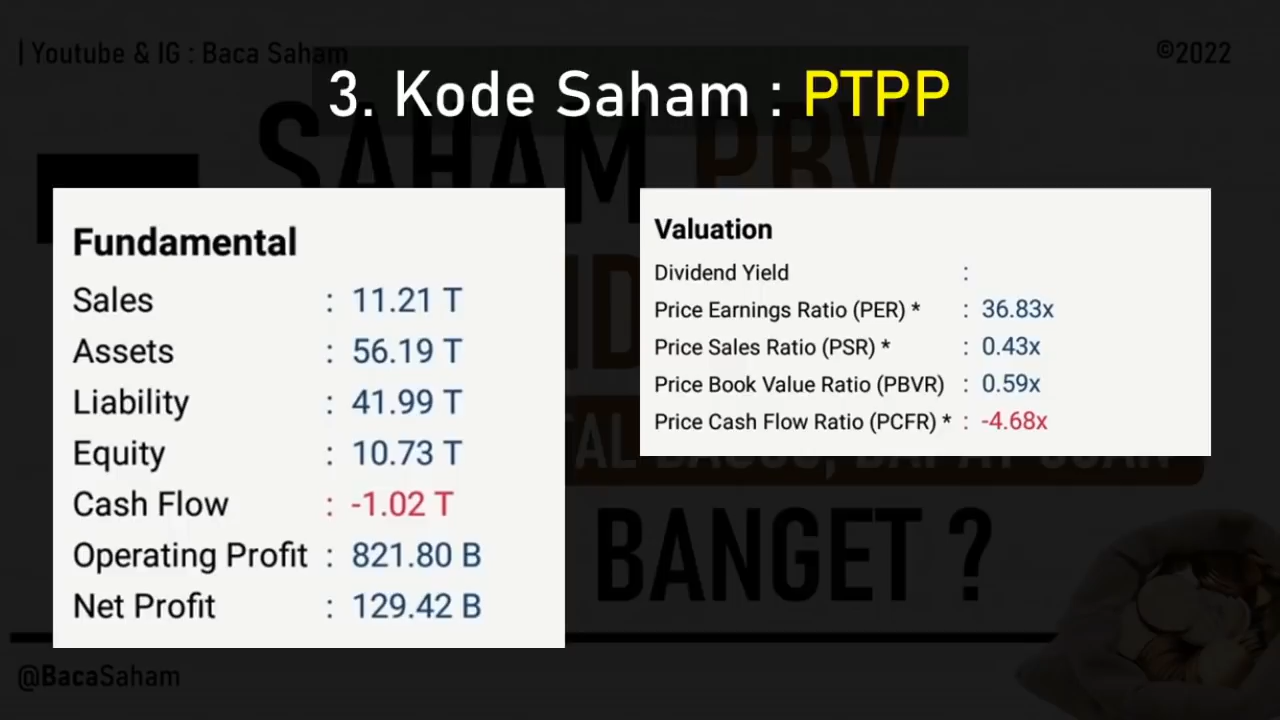 | Youtube & IG : Baca Saham
©2022
3. Kode Saham : PTPP
SAHAM PBV
Fundamental
Sales : 11.21 T
Assets : 56.19 T
Liability : 41.99 T
Equity : 10.73 T
Cash Flow : -1.02 T
Operating Profit : 821.80 B
Net Profit : 129.42 B
Valuation
Dividend Yield :
Price Earnings Ratio (PER) * : 36.83x
Price Sales Ratio (PSR) * : 0.43x
Price Book Value Ratio (PBVR) : 0.59x
Price Cash Flow Ratio (PCFR) * : -4.68x
BANGET ?
@BacaSaham